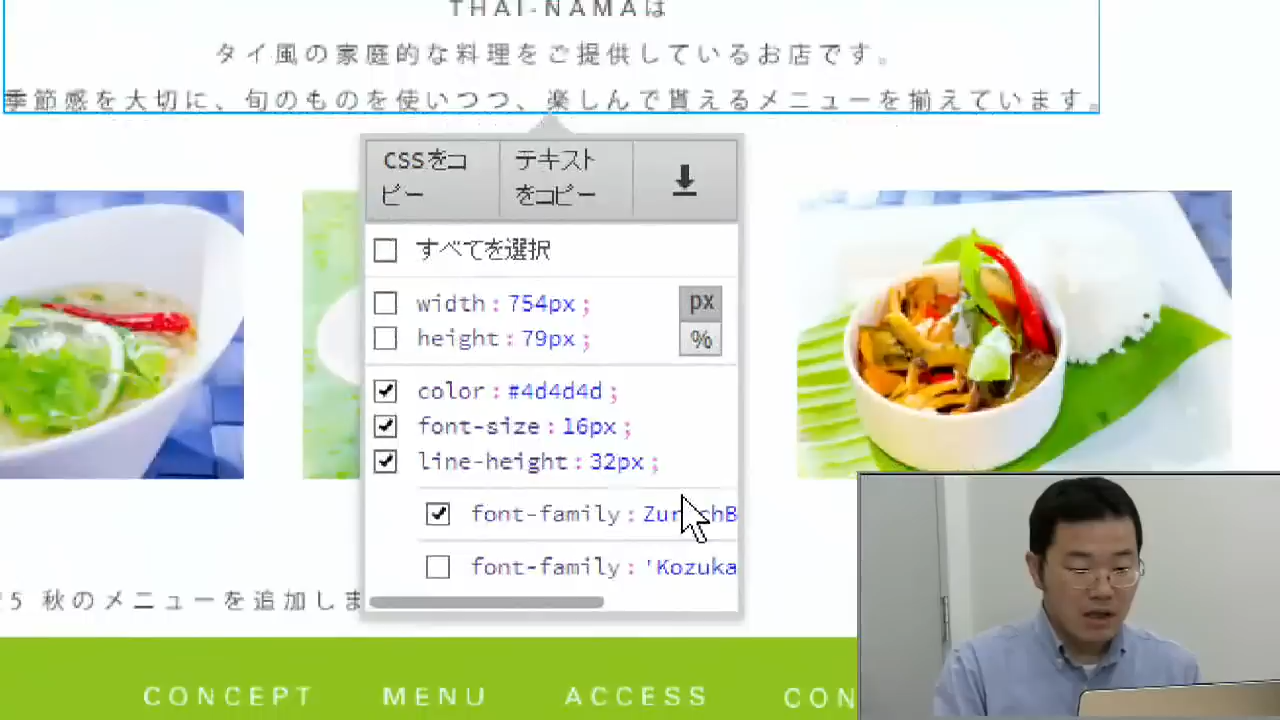 THAI-NAMAは
タイ風の家庭的な料理をご提供しているお店です。
季節感を大切に、旬のものを使いつつ、楽しんで貰えるメニューを揃えています。
CSSをコピー
テキストをコピー
すべてを選択
width : 754px ;
px
height : 79px ;
%
color : #4d4d4d ;
font-size : 16px ;
line-height : 32px ;
font-family :
font-family : 'Kozuka
5 秋のメニューを追加しま
CONCEPT MENU ACCESS CON